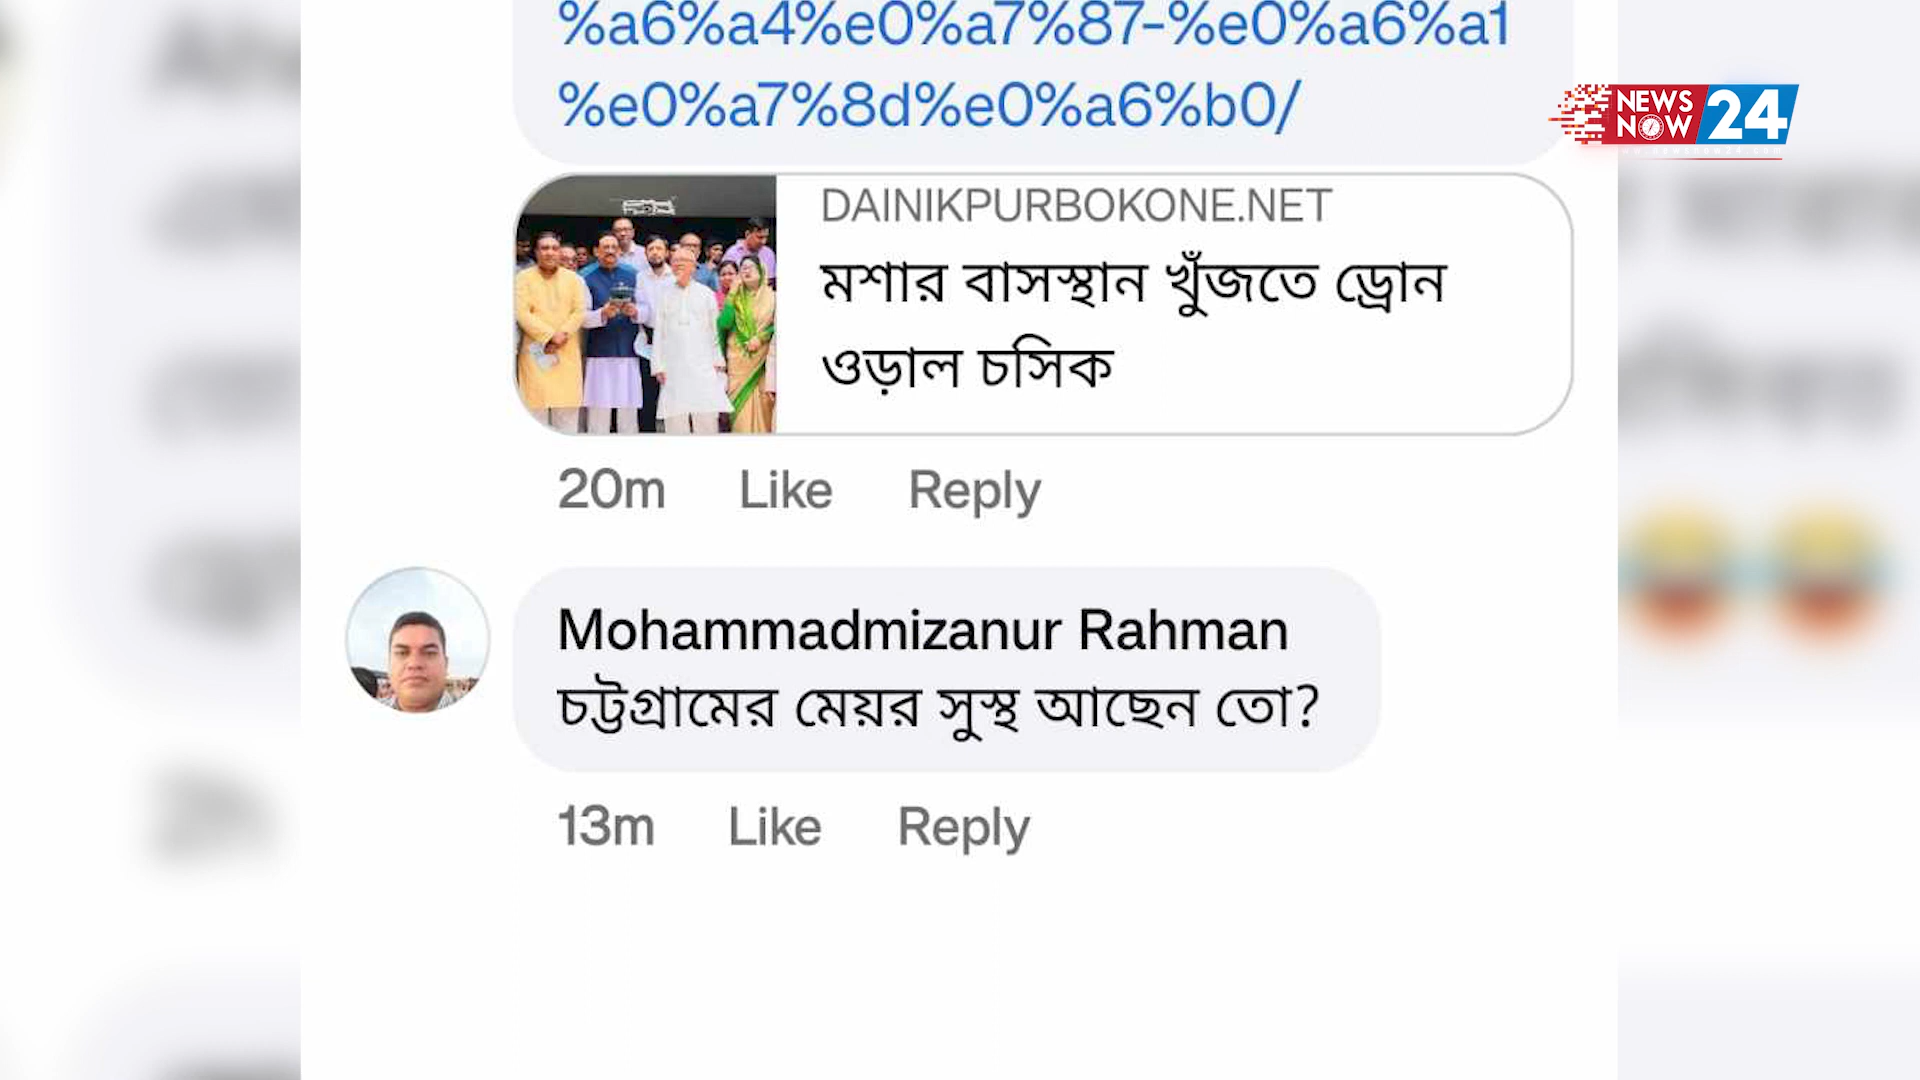 %a6%a4%e0%a7%87-%e0%a6%a1
%e0%a7%8d%e0%a6%b0/
NEWS
NOW 24
DAINIKPURBOKONE.NET
মশার বাসস্থান খুঁজতে ড্রোন
ওড়াল চসিক
20m Like Reply
Mohammadmizanur Rahman
চট্টগ্রামের মেয়র সুস্থ আছেন তো?
13m Like Reply